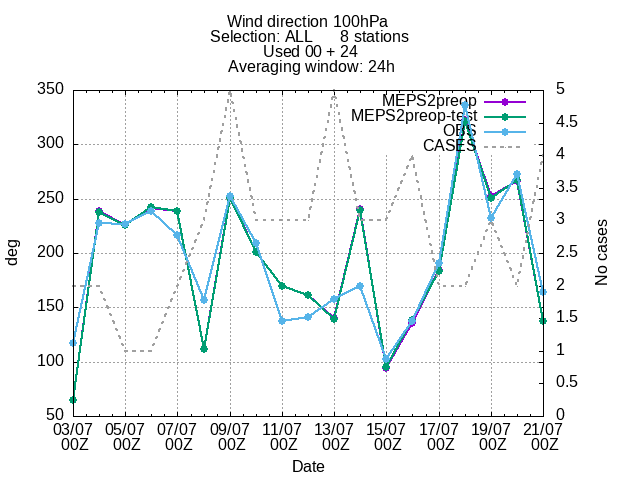 Wind direction 100hPa
Selection: ALL 8 stations
Used 00 + 24
Averaging window: 24h
MEPS2preop
MEPS2preop-test
OBS
CASES
350
300
250
200
150
100
50
deg
5
4.5
4
3.5
3
2.5
2
1.5
1
0.5
0
No cases
03/07 05/07 07/07 09/07 11/07 13/07 15/07 17/07 19/07 21/07
00Z 00Z 00Z 00Z 00Z 00Z 00Z 00Z 00Z 00Z
Date